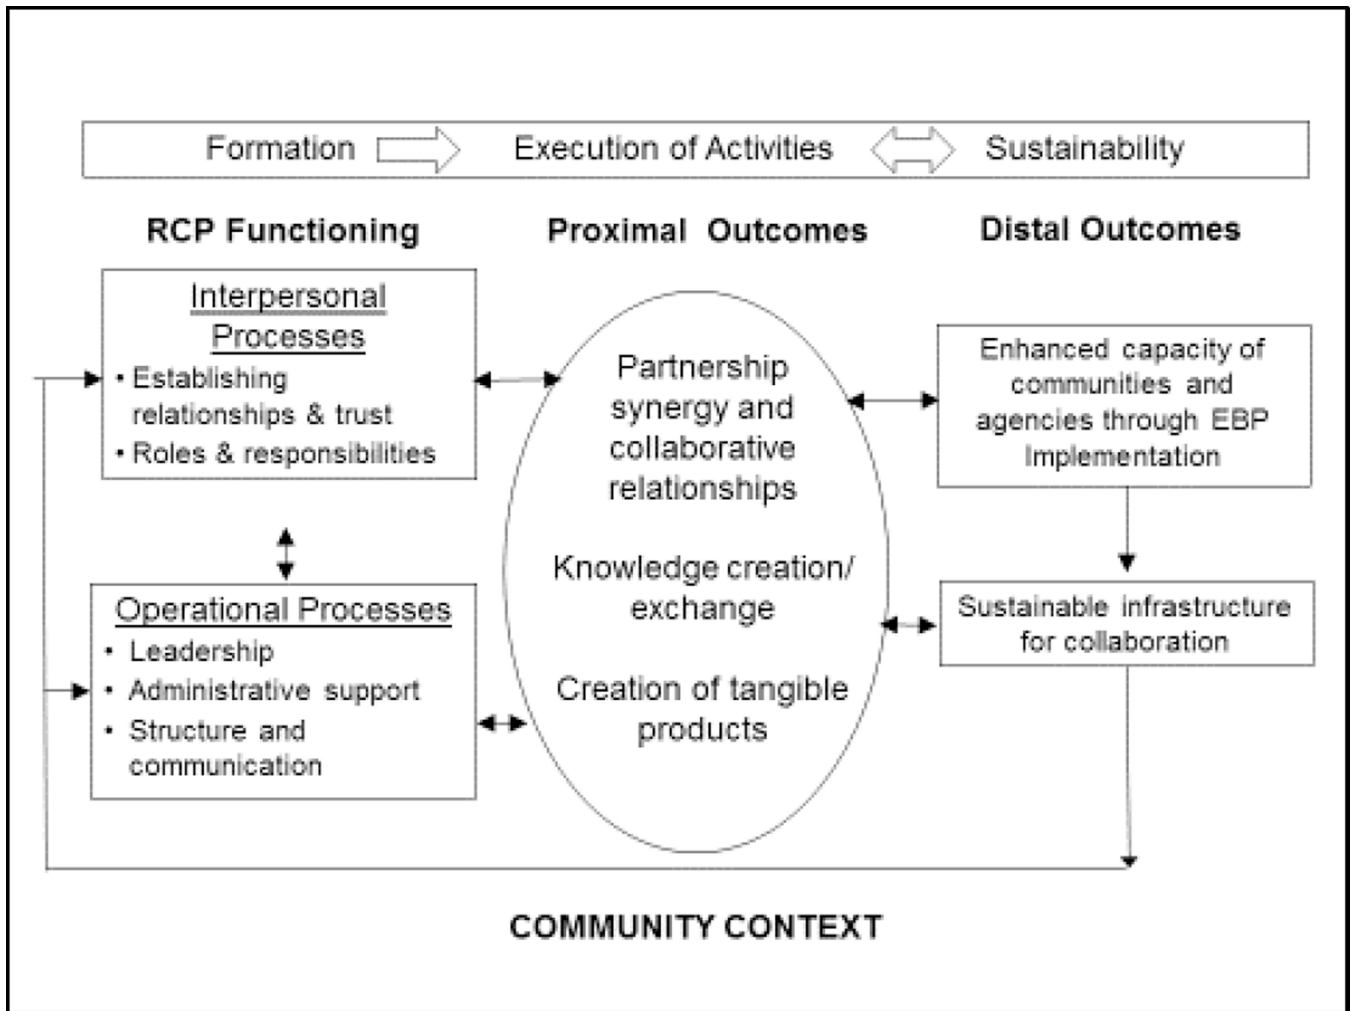 Formation Execution of Activities Sustainability
RCP Functioning
Interpersonal
Processes
• Establishing
relationships & trust
• Roles & responsibilities
Operational Processes
• Leadership
• Administrative support
• Structure and
communication
Proximal Outcomes
Partnership
synergy and
collaborative
relationships
Knowledge creation/
exchange
Creation of tangible
products
Distal Outcomes
Enhanced capacity of
communities and
agencies through EBP
Implementation
Sustainable infrastructure
for collaboration
COMMUNITY CONTEXT